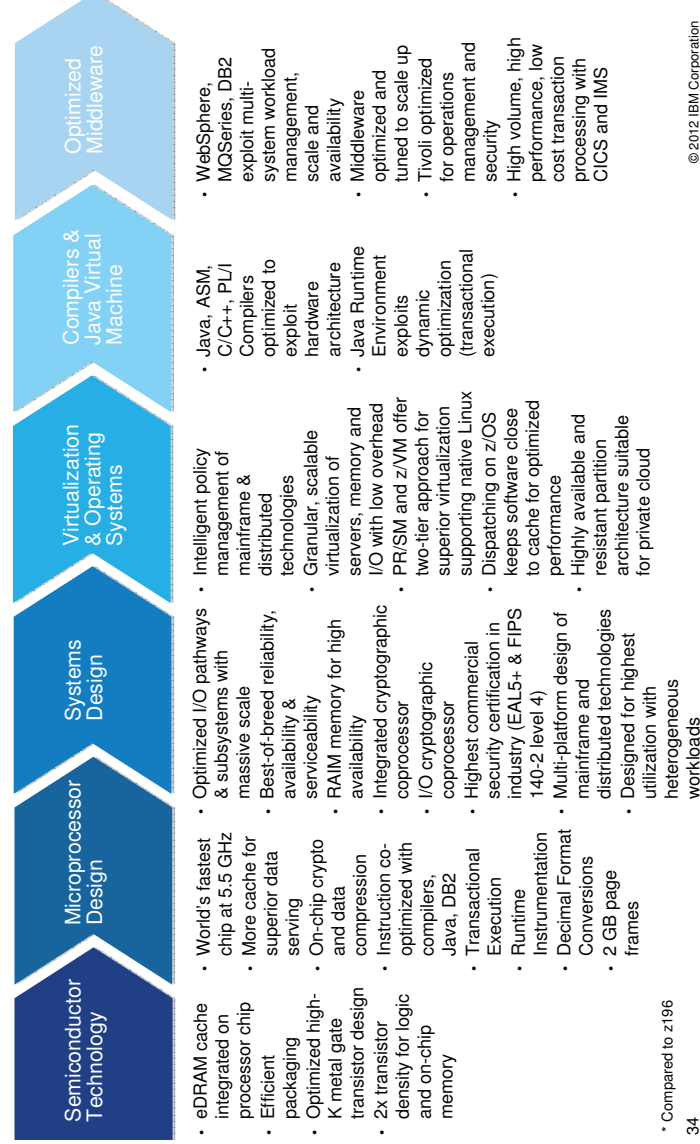 Semiconductor
Technology
Microprocessor
Design
Systems
Design
Virtualization
& Operating
Systems
Compilers &
Java Virtual
Machine
Optimized
Middleware
• eDRAM cache
integrated on
processor chip
• Efficient
packaging
• Optimized high-
K metal gate
transistor design
• 2x transistor
density for logic
and on-chip
memory
• World's fastest
chip at 5.5 GHz
• More cache for
superior data
serving
• On-chip crypto
and data
compression
• Instruction co-
optimized with
compilers,
Java, DB2
• Transactional
Execution
• Runtime
Instrumentation
• Decimal Format
Conversions
• 2 GB page
frames
• Optimized I/O pathways
& subsystems with
massive scale
• Best-of-breed reliability,
availability &
serviceability
• RAIM memory for high
availability
• Integrated cryptographic
coprocessor
• I/O cryptographic
coprocessor
• Highest commercial
security certification in
industry (EAL5+ & FIPS
140-2 level 4)
• Multi-platform design of
mainframe and
distributed technologies
• Designed for highest
utilization with
heterogeneous
workloads
• Intelligent policy
management of
mainframe &
distributed
technologies
• Granular, scalable
virtualization of
servers, memory and
I/O with low overhead
• PR/SM and z/VM offer
two-tier approach for
superior virtualization
supporting native Linux
• Dispatching on z/OS
keeps software close
to cache for optimized
performance
• Highly available and
resistant partition
architecture suitable
for private cloud
• Java, ASM,
C/C++, PL/I
Compilers
optimized to
exploit
hardware
architecture
• Java Runtime
Environment
exploits
dynamic
optimization
(transactional
execution)
• WebSphere,
MQSeries, DB2
exploit multi-
system workload
management,
scale and
availability
• Middleware
optimized and
tuned to scale up
• Tivoli optimized
for operations
management and
security
• High volume, high
performance, low
cost transaction
processing with
CICS and IMS
* Compared to z196
34
© 2012 IBM Corporation